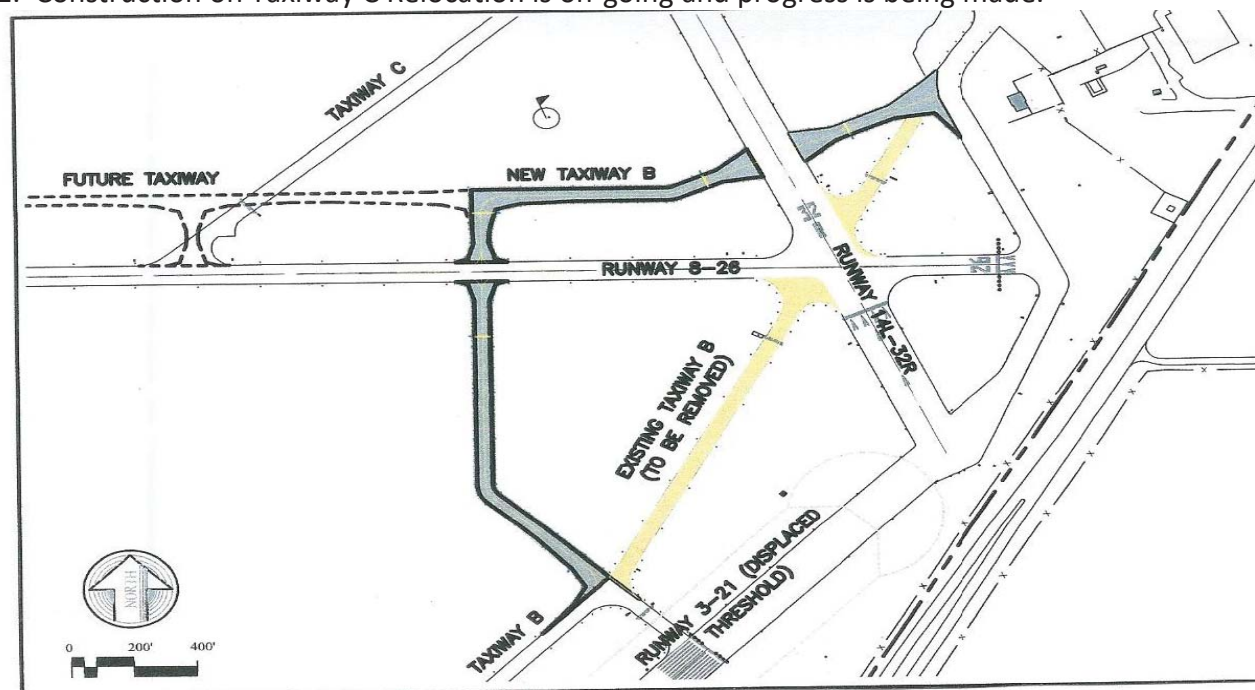 Construction on Taxiway C Relocation is on-going and progress is being made.
TAXIWAY C
FUTURE TAXIWAY
NEW TAXIWAY B
RUNWAY 8-26
26
RUNWAY 14L-32R
EXISTING TAXIWAY B
(TO BE REMOVED)
RUNWAY 3-21 (DISPLACED
THRESHOLD)
TAXIWAY B
NORTH
0 200' 400'